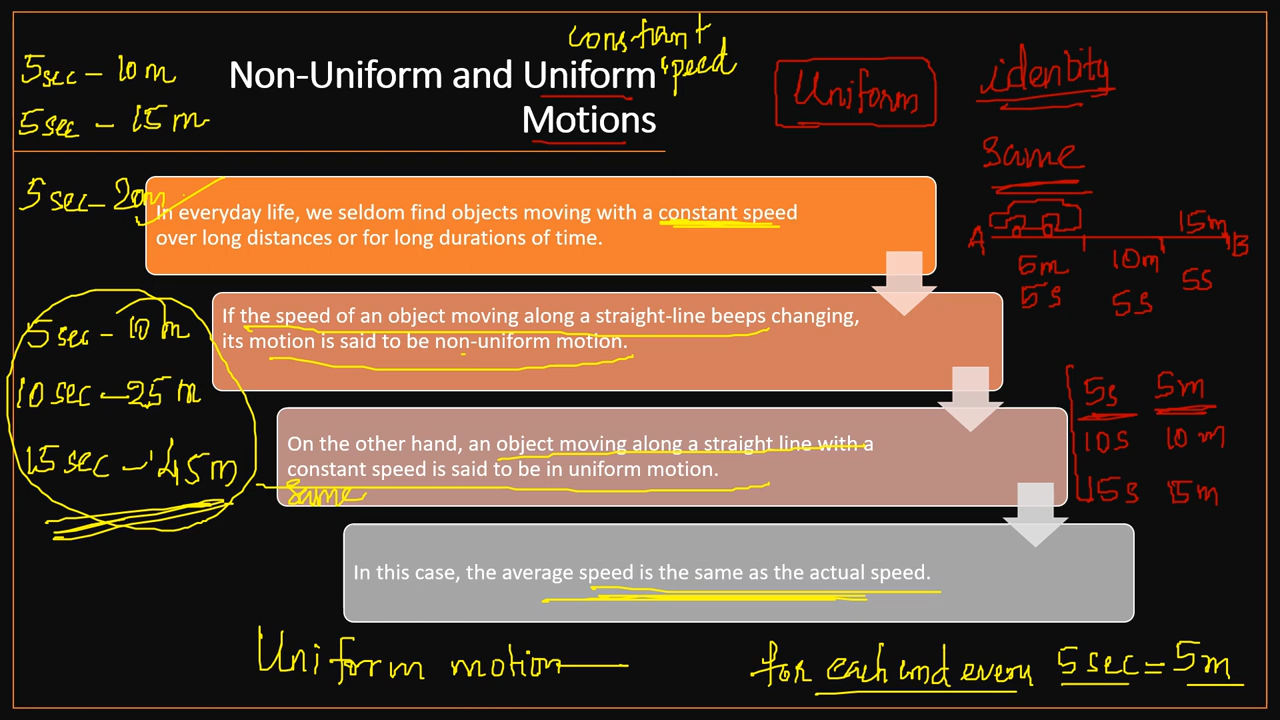 constant
speed
5sec – 10m
5sec – 15m
5sec – 20m
Non-Uniform and Uniform
Motions
Uniform
identity
same
In everyday life, we seldom find objects moving with a constant speed
over long distances or for long durations of time.
A
15m
B
5m
10m
5s
5s
5s
If the speed of an object moving along a straight-line beeps changing,
its motion is said to be non-uniform motion.
5sec – 10m
10sec – 25m
15sec – 45m
On the other hand, an object moving along a straight line with a
constant speed is said to be in uniform motion.
same
5s 5m
10s 10m
15s 15m
In this case, the average speed is the same as the actual speed.
Uniform motion —
for each and every 5sec = 5m